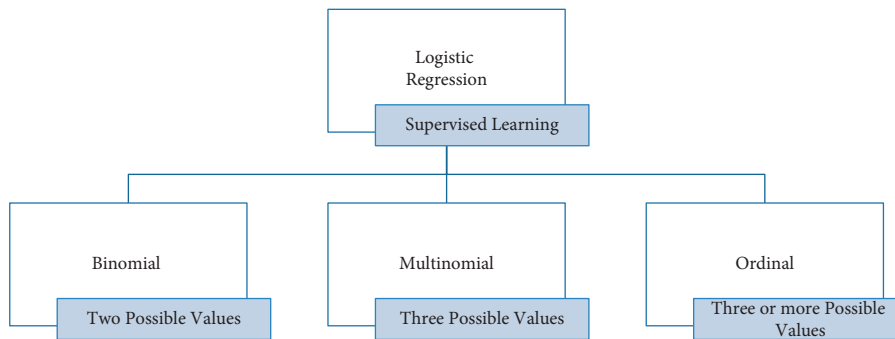 Logistic
Regression
Supervised Learning
Binomial
Two Possible Values
Multinomial
Three Possible Values
Ordinal
Three or more Possible
Values